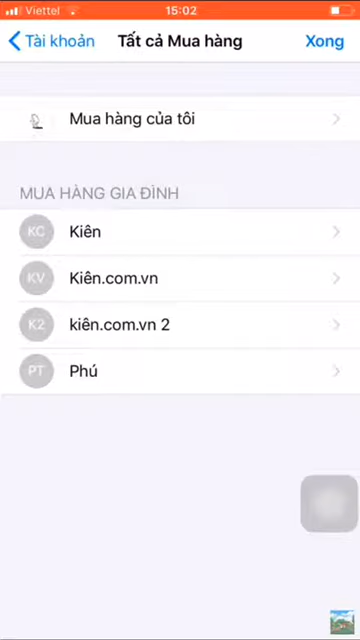 Viettel 15:02
Tài khoản Tất cả Mua hàng Xong
Mua hàng của tôi
MUA HÀNG GIA ĐÌNH
KC Kiên
KV Kiên.com.vn
K2 kiên.com.vn 2
PT Phú